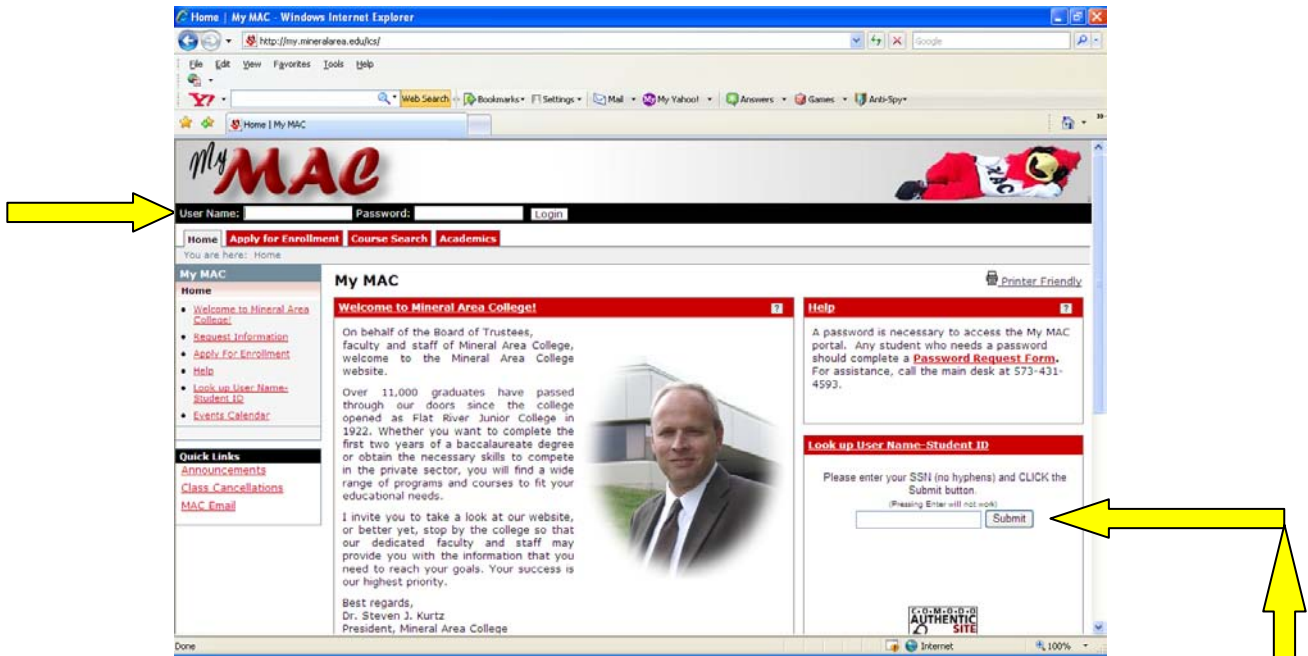 Home | My MAC - Windows Internet Explorer
http://my.mineralarea.edu/ics/
Google
File Edit View Favorites Tools Help
Y7
Web Search Bookmarks Settings Mail My Yahoo! Answers Games Anti-Spy
Home | My MAC
My MAC
MAC
User Name: Password: Login
Home Apply for Enrollment Course Search Academics
You are here: Home
My MAC
Home
Welcome to Mineral Area
College!
Request Information
Apply For Enrollment
Help
Look up User Name-
Student ID
Events Calendar
Quick Links
Announcements
Class Cancellations
MAC Email
My MAC
Printer Friendly
Welcome to Mineral Area College! ?
On behalf of the Board of Trustees,
faculty and staff of Mineral Area College,
welcome to the Mineral Area College
website.
Over 11,000 graduates have passed
through our doors since the college
opened as Flat River Junior College in
1922. Whether you want to complete the
first two years of a baccalaureate degree
or obtain the necessary skills to compete
in the private sector, you will find a wide
range of programs and courses to fit your
educational needs.
I invite you to take a look at our website,
or better yet, stop by the college so that
our dedicated faculty and staff may
provide you with the information that you
need to reach your goals. Your success is
our highest priority.
Best regards,
Dr. Steven J. Kurtz
President, Mineral Area College
Help ?
A password is necessary to access the My MAC
portal. Any student who needs a password
should complete a Password Request Form.
For assistance, call the main desk at 573-431-
4593.
Look up User Name-Student ID
Please enter your SSN (no hyphens) and CLICK the
Submit button.
(Pressing Enter will not work)
Submit
C·O·M·O·D·O
AUTHENTIC
SITE
Done Internet 100%